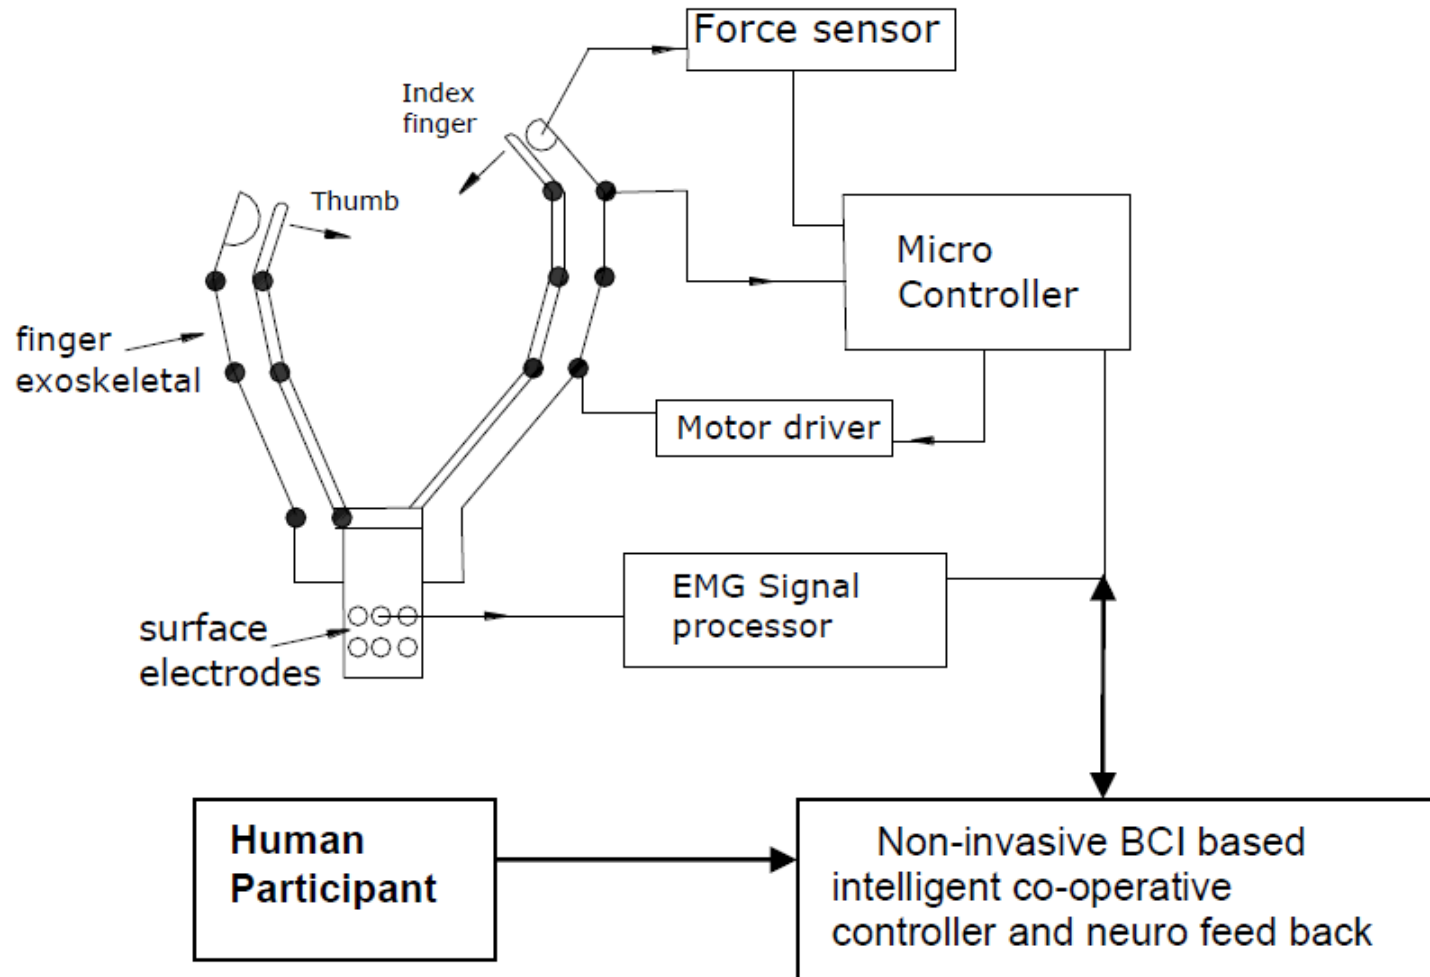 Force sensor
Index
finger
Thumb
Micro
Controller
finger
exoskeletal
Motor driver
EMG Signal
processor
surface
electrodes
Human
Participant
Non-invasive BCI based
intelligent co-operative
controller and neuro feed back